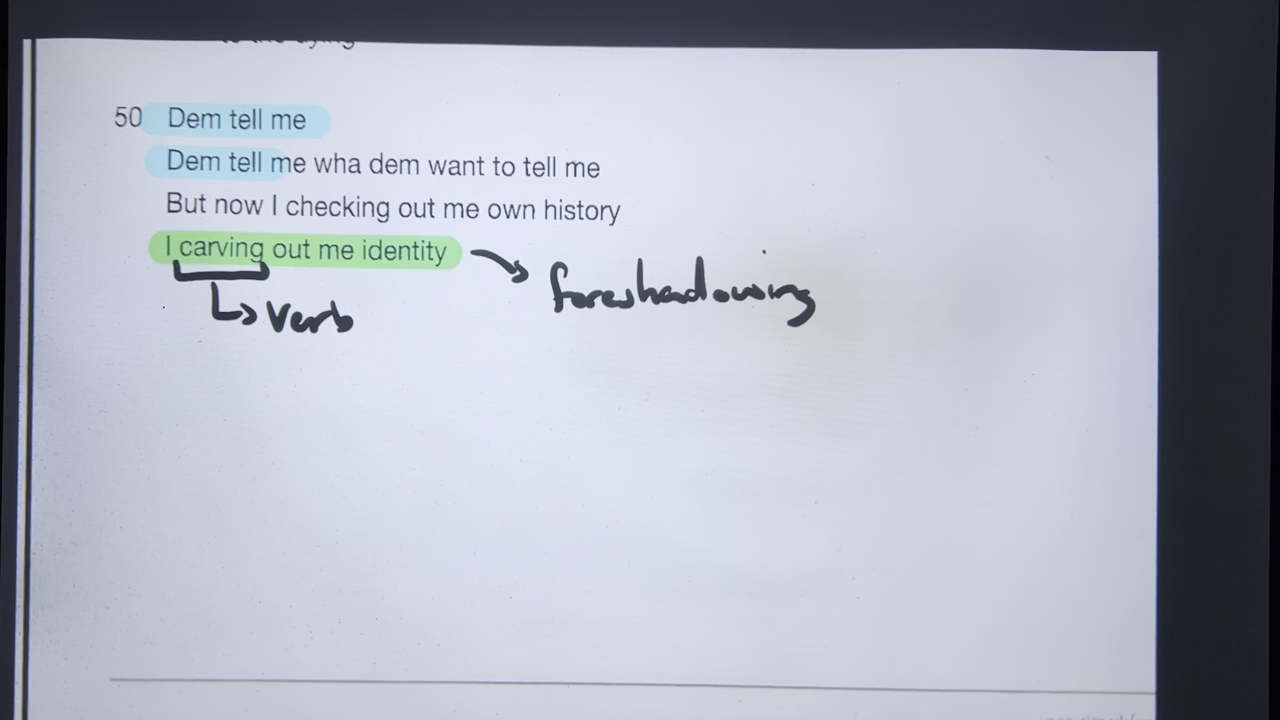 50 Dem tell me
Dem tell me wha dem want to tell me
But now I checking out me own history
I carving out me identity
foreshadowing
verb